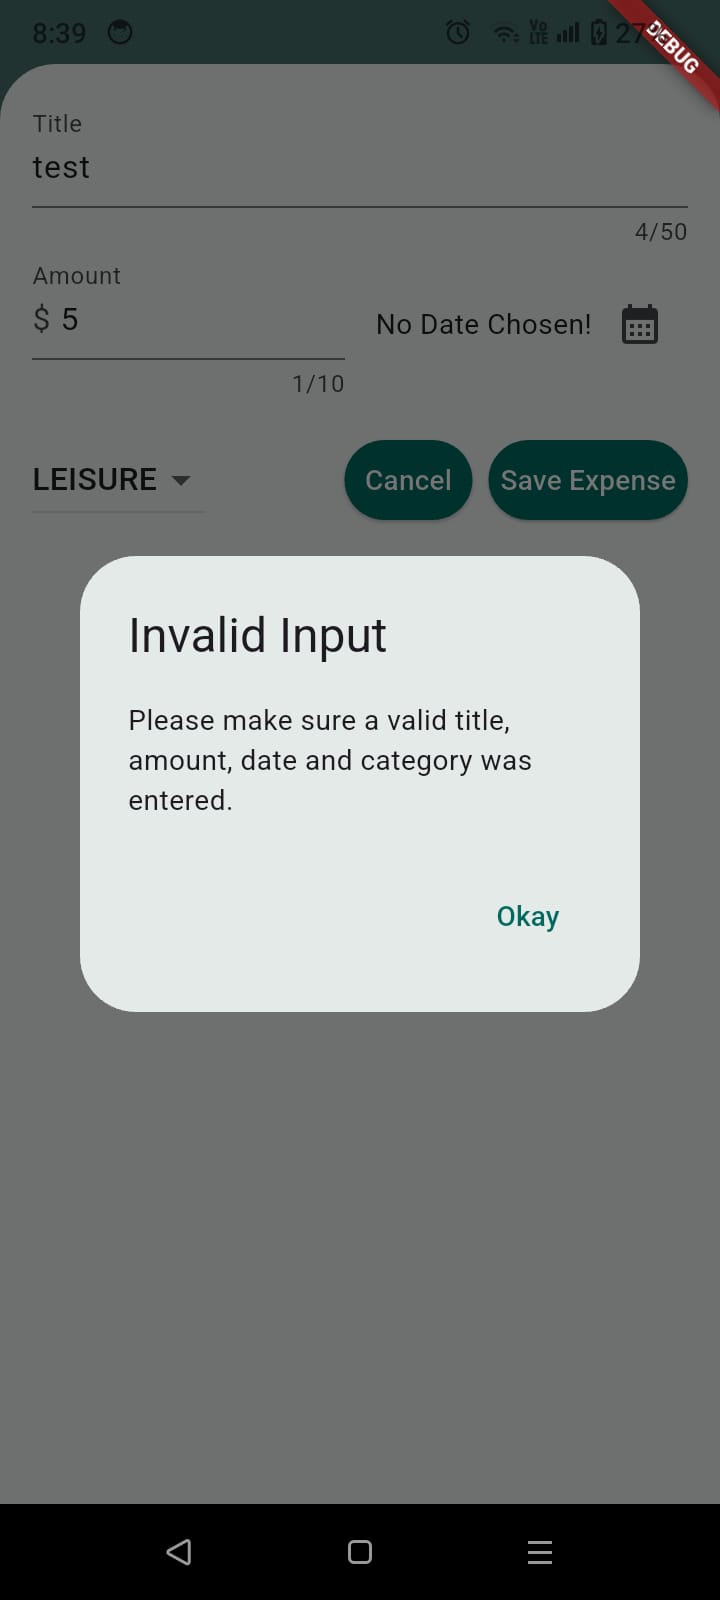 8:39
Vo LTE
27
DEBUG
Title
test
4/50
Amount
$ 5
No Date Chosen!
1/10
LEISURE
Cancel
Save Expense
Invalid Input
Please make sure a valid title,
amount, date and category was
entered.
Okay